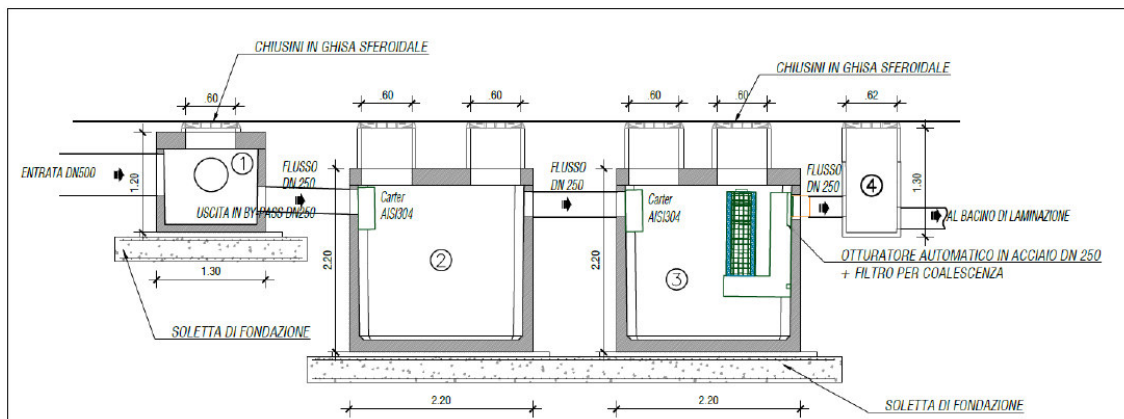 CHIUSINI IN GHISA SFEROIDALE
CHIUSINI IN GHISA SFEROIDALE
.60
.60
.60
.60
.60
.62
ENTRATA DN500
1.20
1
FLUSSO
DN 250
USCITA IN BY-PASS DN250
Carter
AISI304
FLUSSO
DN 250
Carter
AISI304
FLUSSO
DN 250
4
1.30
AL BACINO DI LAMINAZIONE
2.20
2
2.20
3
OTTURATORE AUTOMATICO IN ACCIAIO DN 250
+ FILTRO PER COALESCENZA
1.30
SOLETTA DI FONDAZIONE
2.20
2.20
SOLETTA DI FONDAZIONE